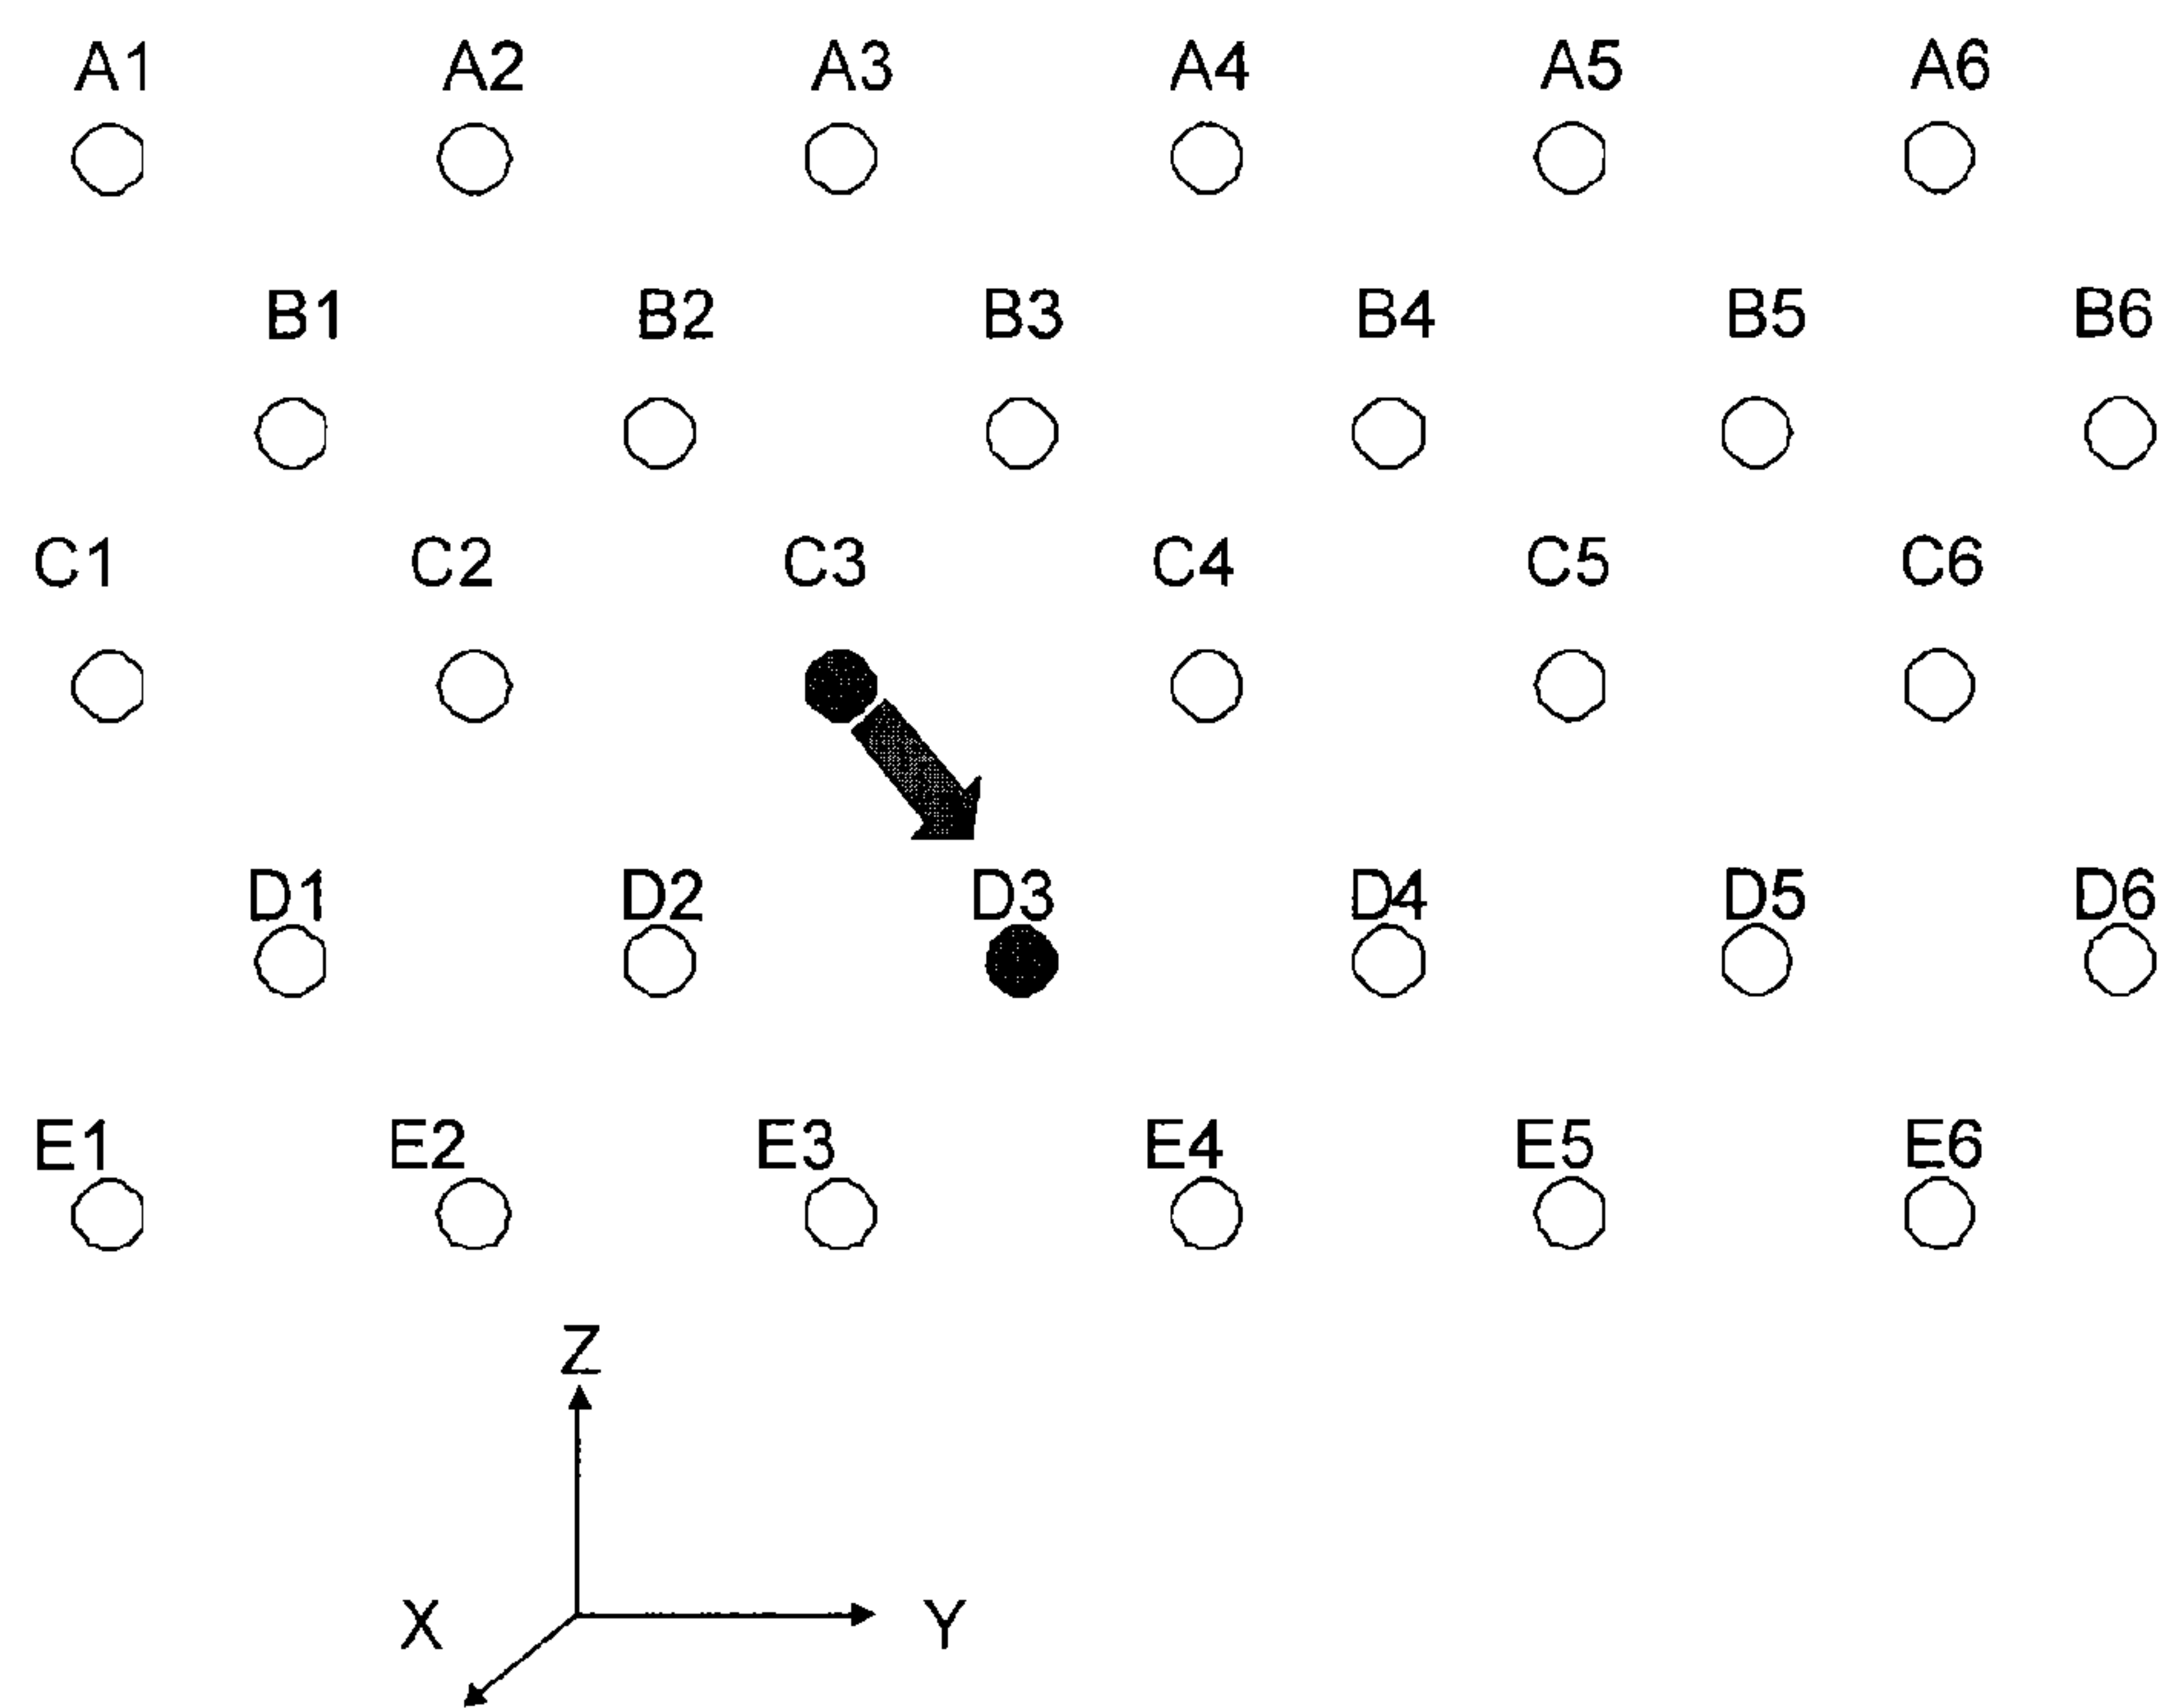 A1 A2 A3 A4 A5 A6
B1 B2 B3 B4 B5 B6
C1 C2 C3 C4 C5 C6
D1 D2 D3 D4 D5 D6
E1 E2 E3 E4 E5 E6
Z
X Y